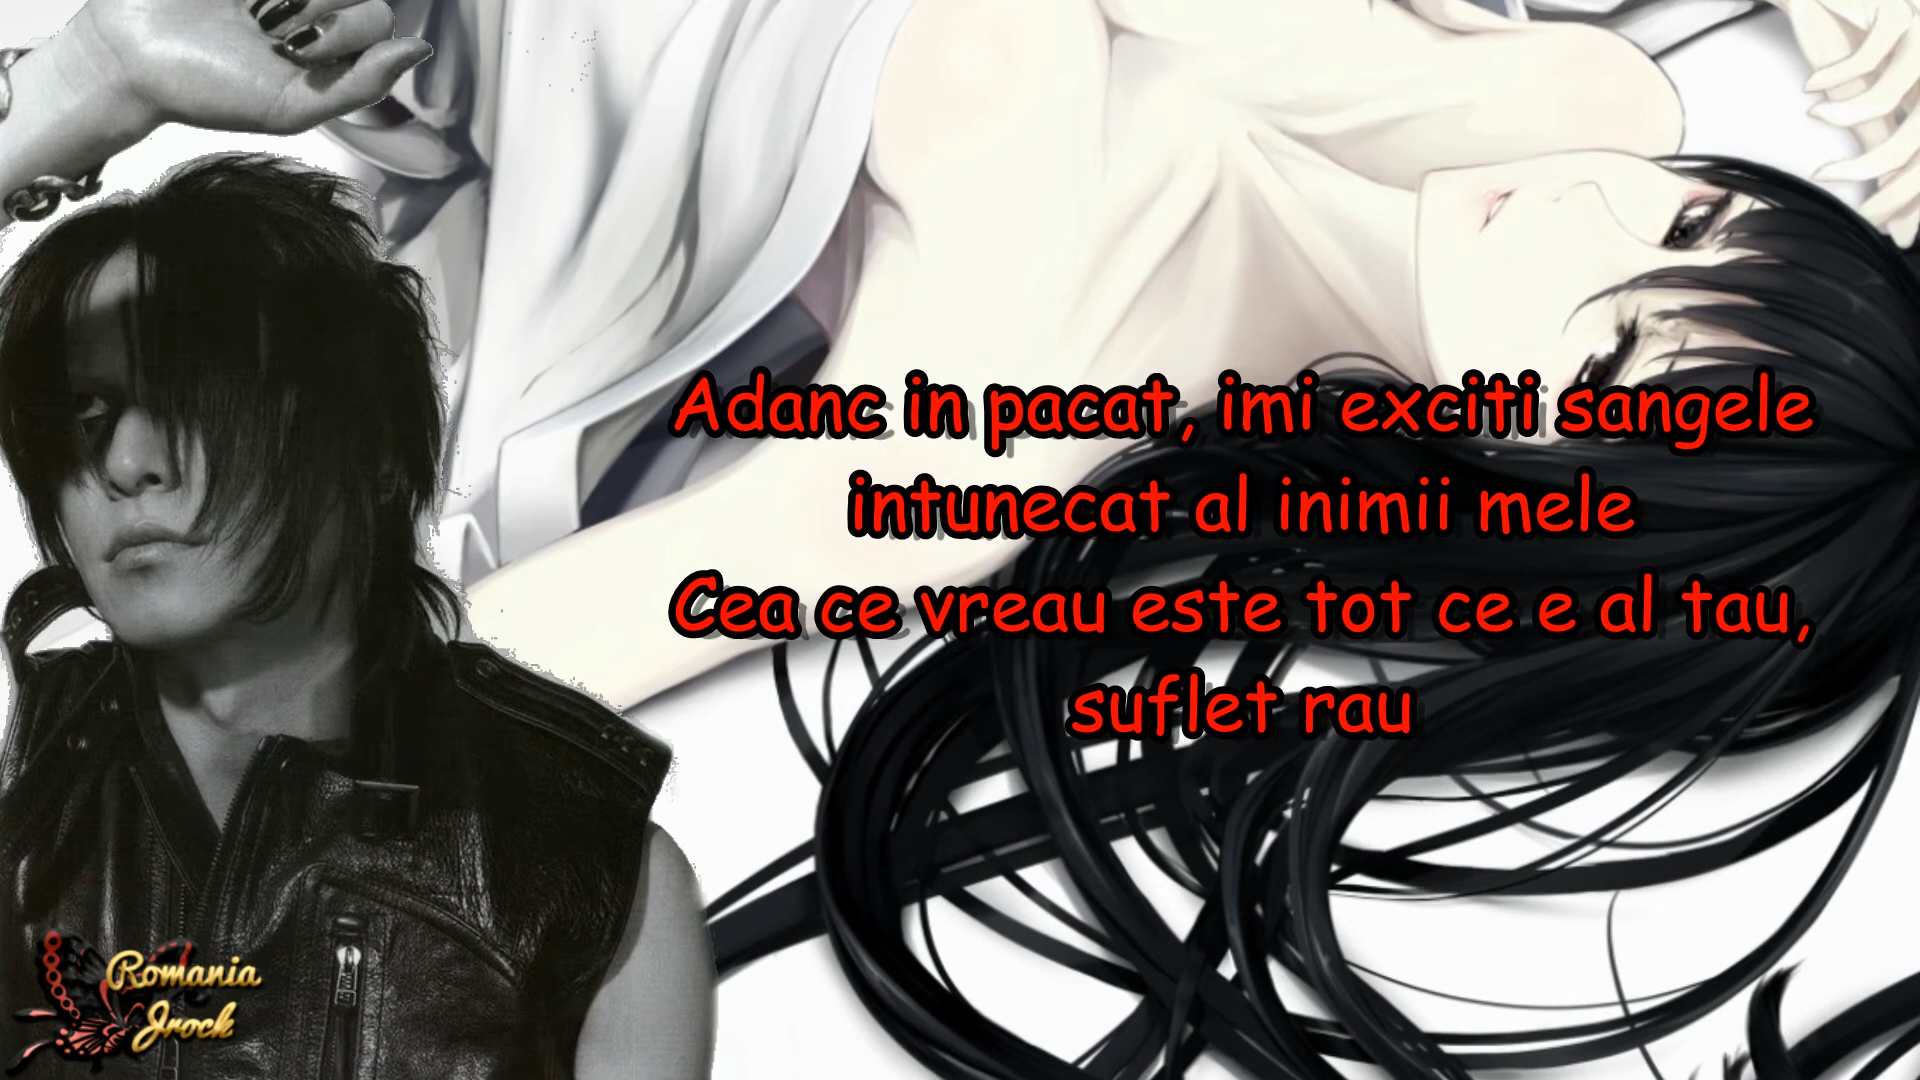 Adanc in pacat, imi exciti sangele
intunecat al inimii mele
Cea ce vreau este tot ce e al tau,
suflet rau
Romania
Jrock